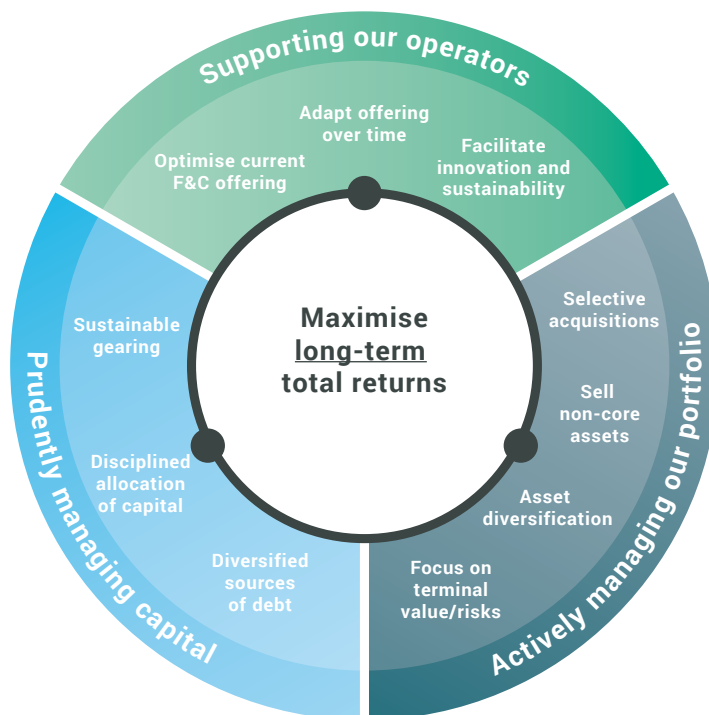 Supporting our operators
Adapt offering
over time
Optimise current
F&C offering
Facilitate
innovation and
sustainability
Maximise
long-term
total returns
Selective
acquisitions
Sell
non-core
assets
Asset
diversification
Focus on
terminal
value/risks
Actively managing our portfolio
Sustainable
gearing
Disciplined
allocation
of capital
Diversified
sources
of debt
Prudently managing capital